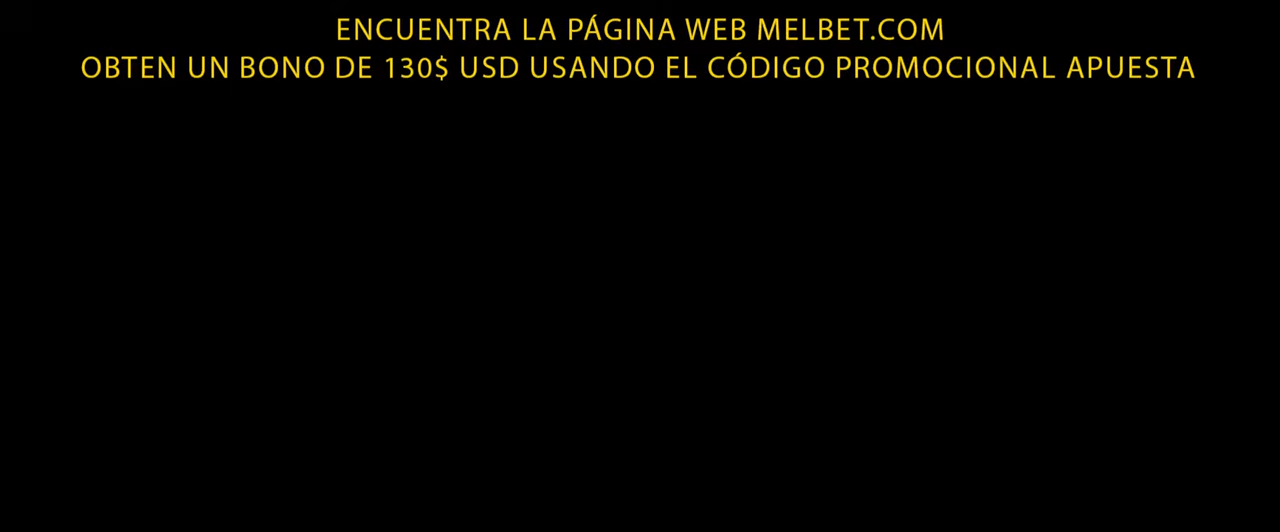 ENCUENTRA LA PÁGINA WEB MELBET.COM
OBTEN UN BONO DE 130$ USD USANDO EL CÓDIGO PROMOCIONAL APUESTA